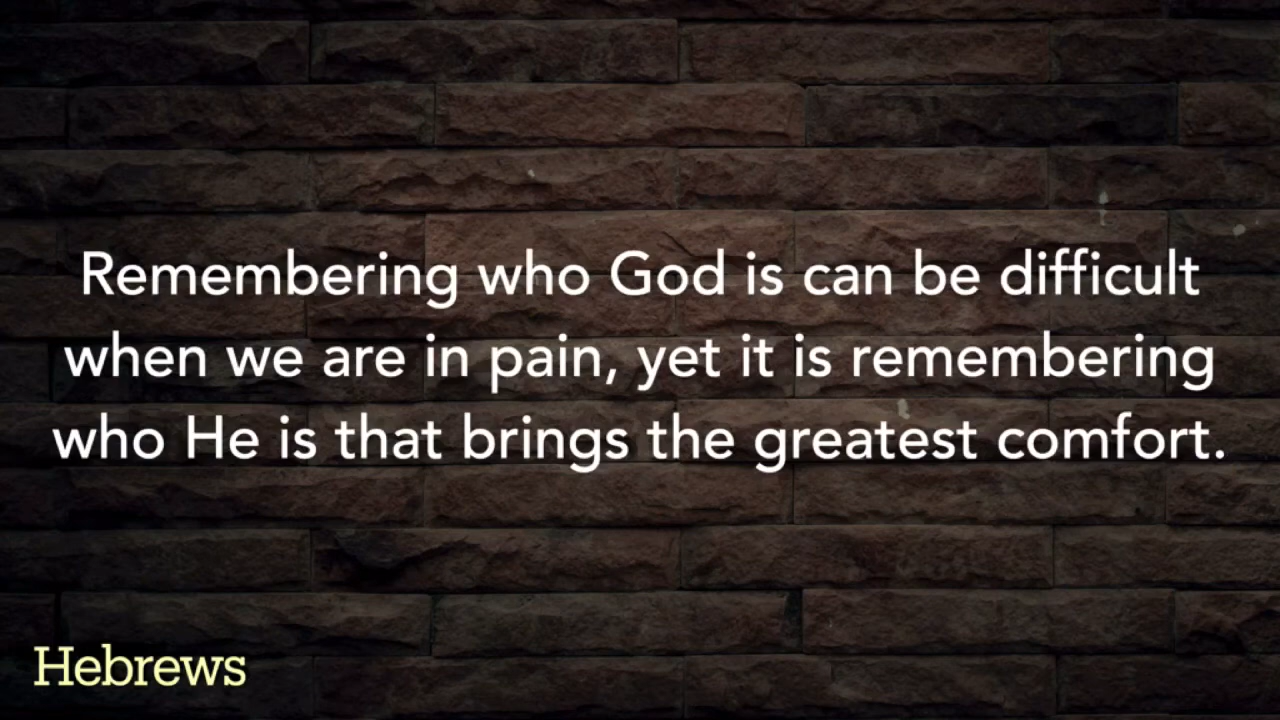 Remembering who God is can be difficult
when we are in pain, yet it is remembering
who He is that brings the greatest comfort.
Hebrews